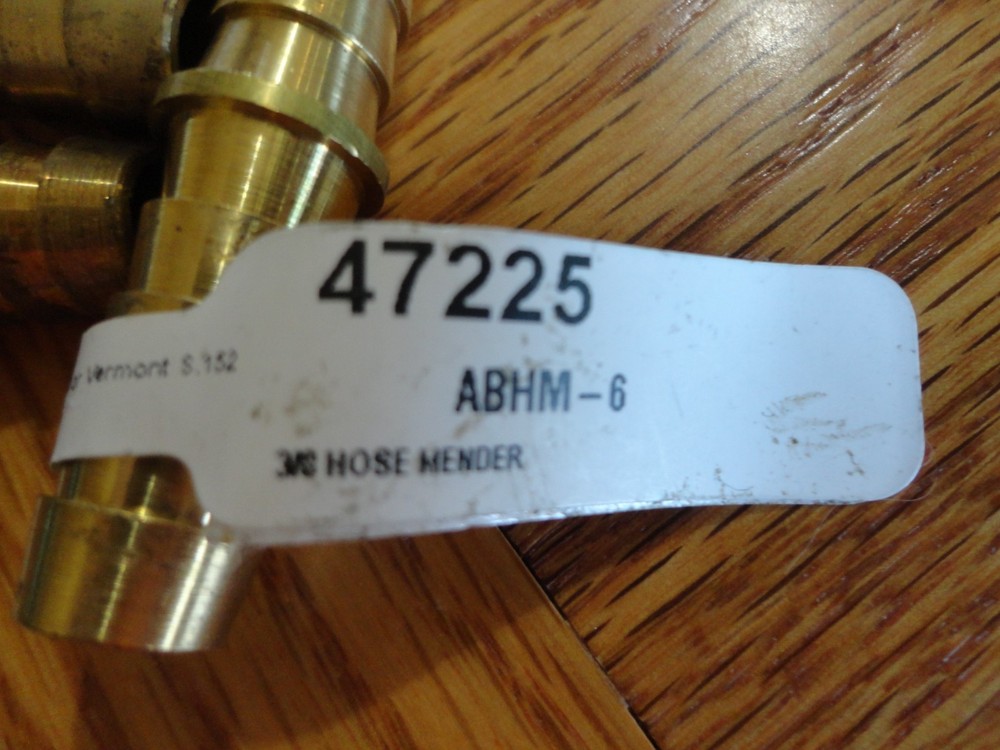 47225
Vermont S.152
ABHM-6
3/8 HOSE MENDER